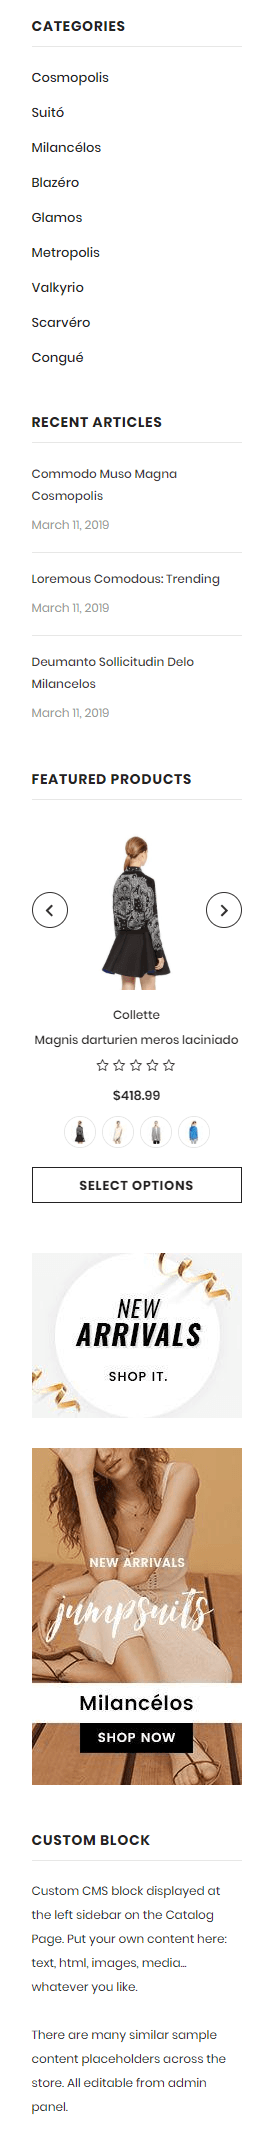 CATEGORIES
Cosmopolis
Suitó
Milancélos
Blazéro
Glamos
Metropolis
Valkyrio
Scarvéro
Congué
RECENT ARTICLES
Commodo Muso Magna
Cosmopolis
March 11, 2019
Loremous Comodous: Trending
March 11, 2019
Deumanto Sollicitudin Delo
Milancelos
March 11, 2019
FEATURED PRODUCTS
Collette
Magnis darturien meros laciniado
$418.99
SELECT OPTIONS
NEW
ARRIVALS
SHOP IT.
NEW ARRIVALS
jumpsuits
Milancélos
SHOP NOW
CUSTOM BLOCK
Custom CMS block displayed at
the left sidebar on the Catalog
Page. Put your own content here:
text, html, images, media...
whatever you like.
There are many similar sample
content placeholders across the
store. All editable from admin
panel.